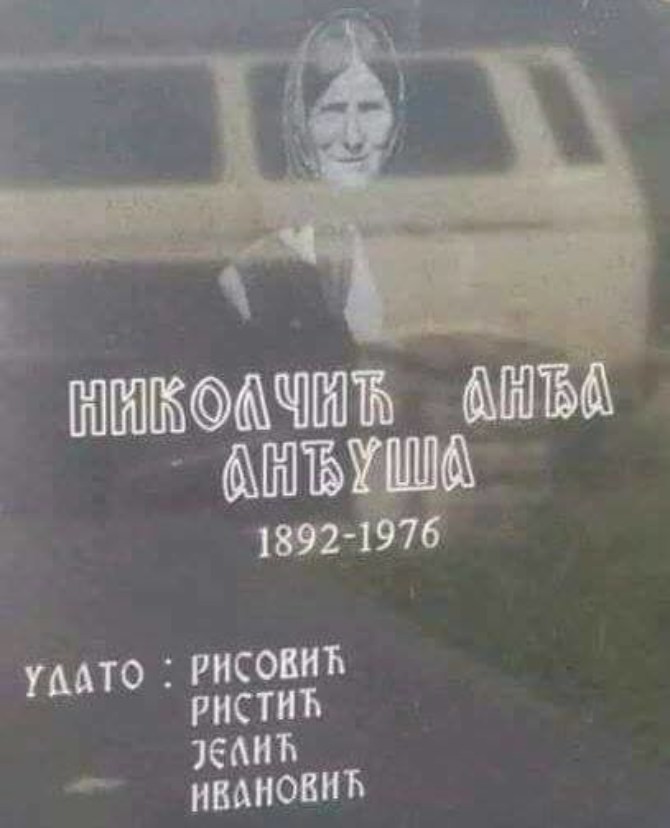 НИКОЛЧИЋ АНЂА
АНЂУША
1892-1976
УДАТО : РИСОВИЋ
РИСТИЋ
ЈЕЛИЋ
ИВАНОВИЋ